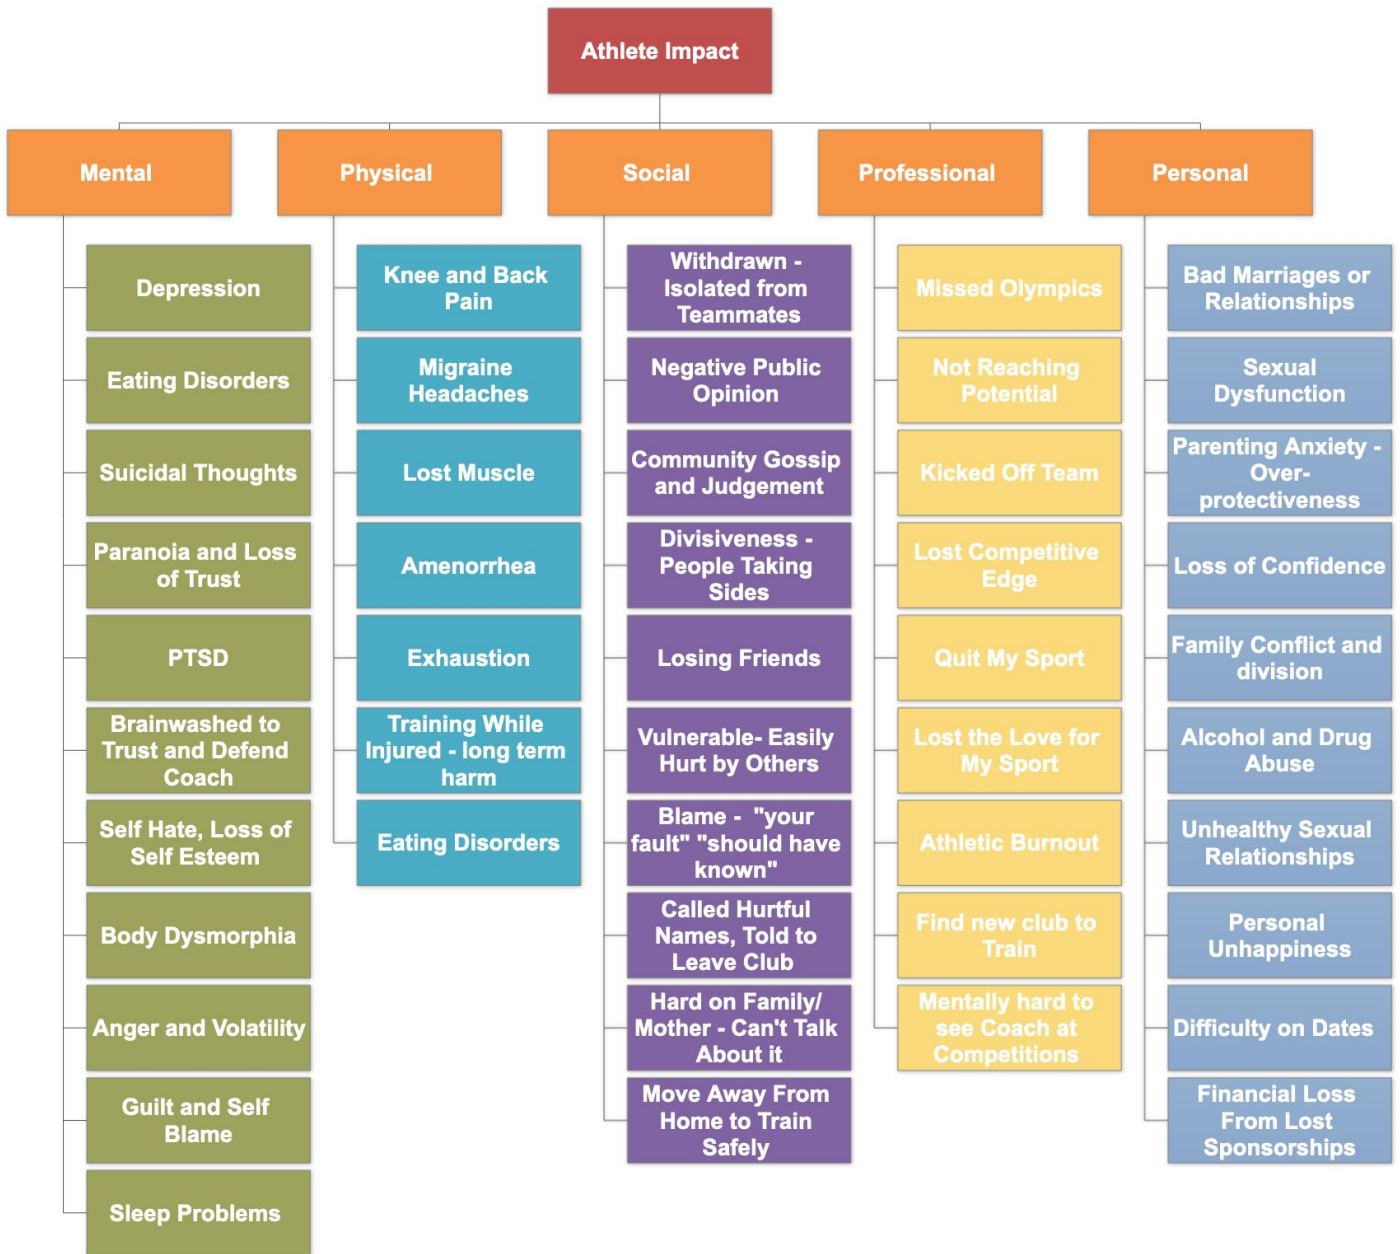 Athlete Impact
Mental
Physical
Social
Professional
Personal
Depression
Eating Disorders
Suicidal Thoughts
Paranoia and Loss
of Trust
PTSD
Brainwashed to
Trust and Defend
Coach
Self Hate, Loss of
Self Esteem
Body Dysmorphia
Anger and Volatility
Guilt and Self
Blame
Sleep Problems
Knee and Back
Pain
Migraine
Headaches
Lost Muscle
Amenorrhea
Exhaustion
Training While
Injured - long term
harm
Eating Disorders
Withdrawn -
Isolated from
Teammates
Negative Public
Opinion
Community Gossip
and Judgement
Divisiveness -
People Taking
Sides
Losing Friends
Vulnerable- Easily
Hurt by Others
Blame - "your
fault" "should have
known"
Called Hurtful
Names, Told to
Leave Club
Hard on Family/
Mother - Can't Talk
About it
Move Away From
Home to Train
Safely
Missed Olympics
Not Reaching
Potential
Kicked Off Team
Lost Competitive
Edge
Quit My Sport
Lost the Love for
My Sport
Athletic Burnout
Find new club to
Train
Mentally hard to
see Coach at
Competitions
Bad Marriages or
Relationships
Sexual
Dysfunction
Parenting Anxiety -
Over-
protectiveness
Loss of Confidence
Family Conflict and
division
Alcohol and Drug
Abuse
Unhealthy Sexual
Relationships
Personal
Unhappiness
Difficulty on Dates
Financial Loss
From Lost
Sponsorships